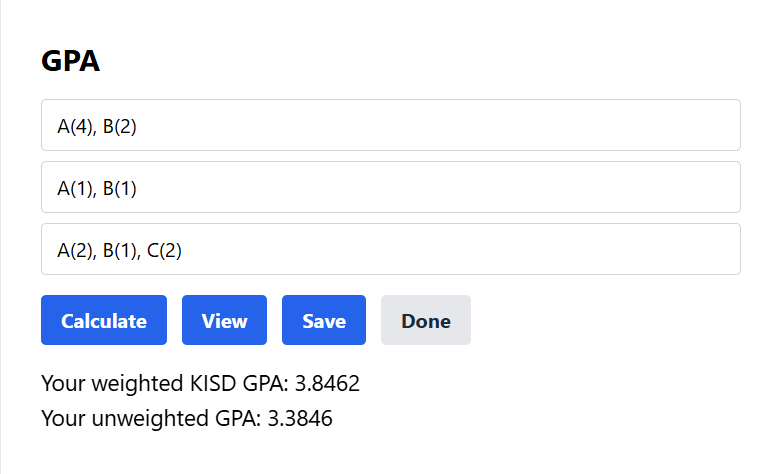 GPA
A(4), B(2)
A(1), B(1)
A(2), B(1), C(2)
Calculate View Save Done
Your weighted KISD GPA: 3.8462
Your unweighted GPA: 3.3846